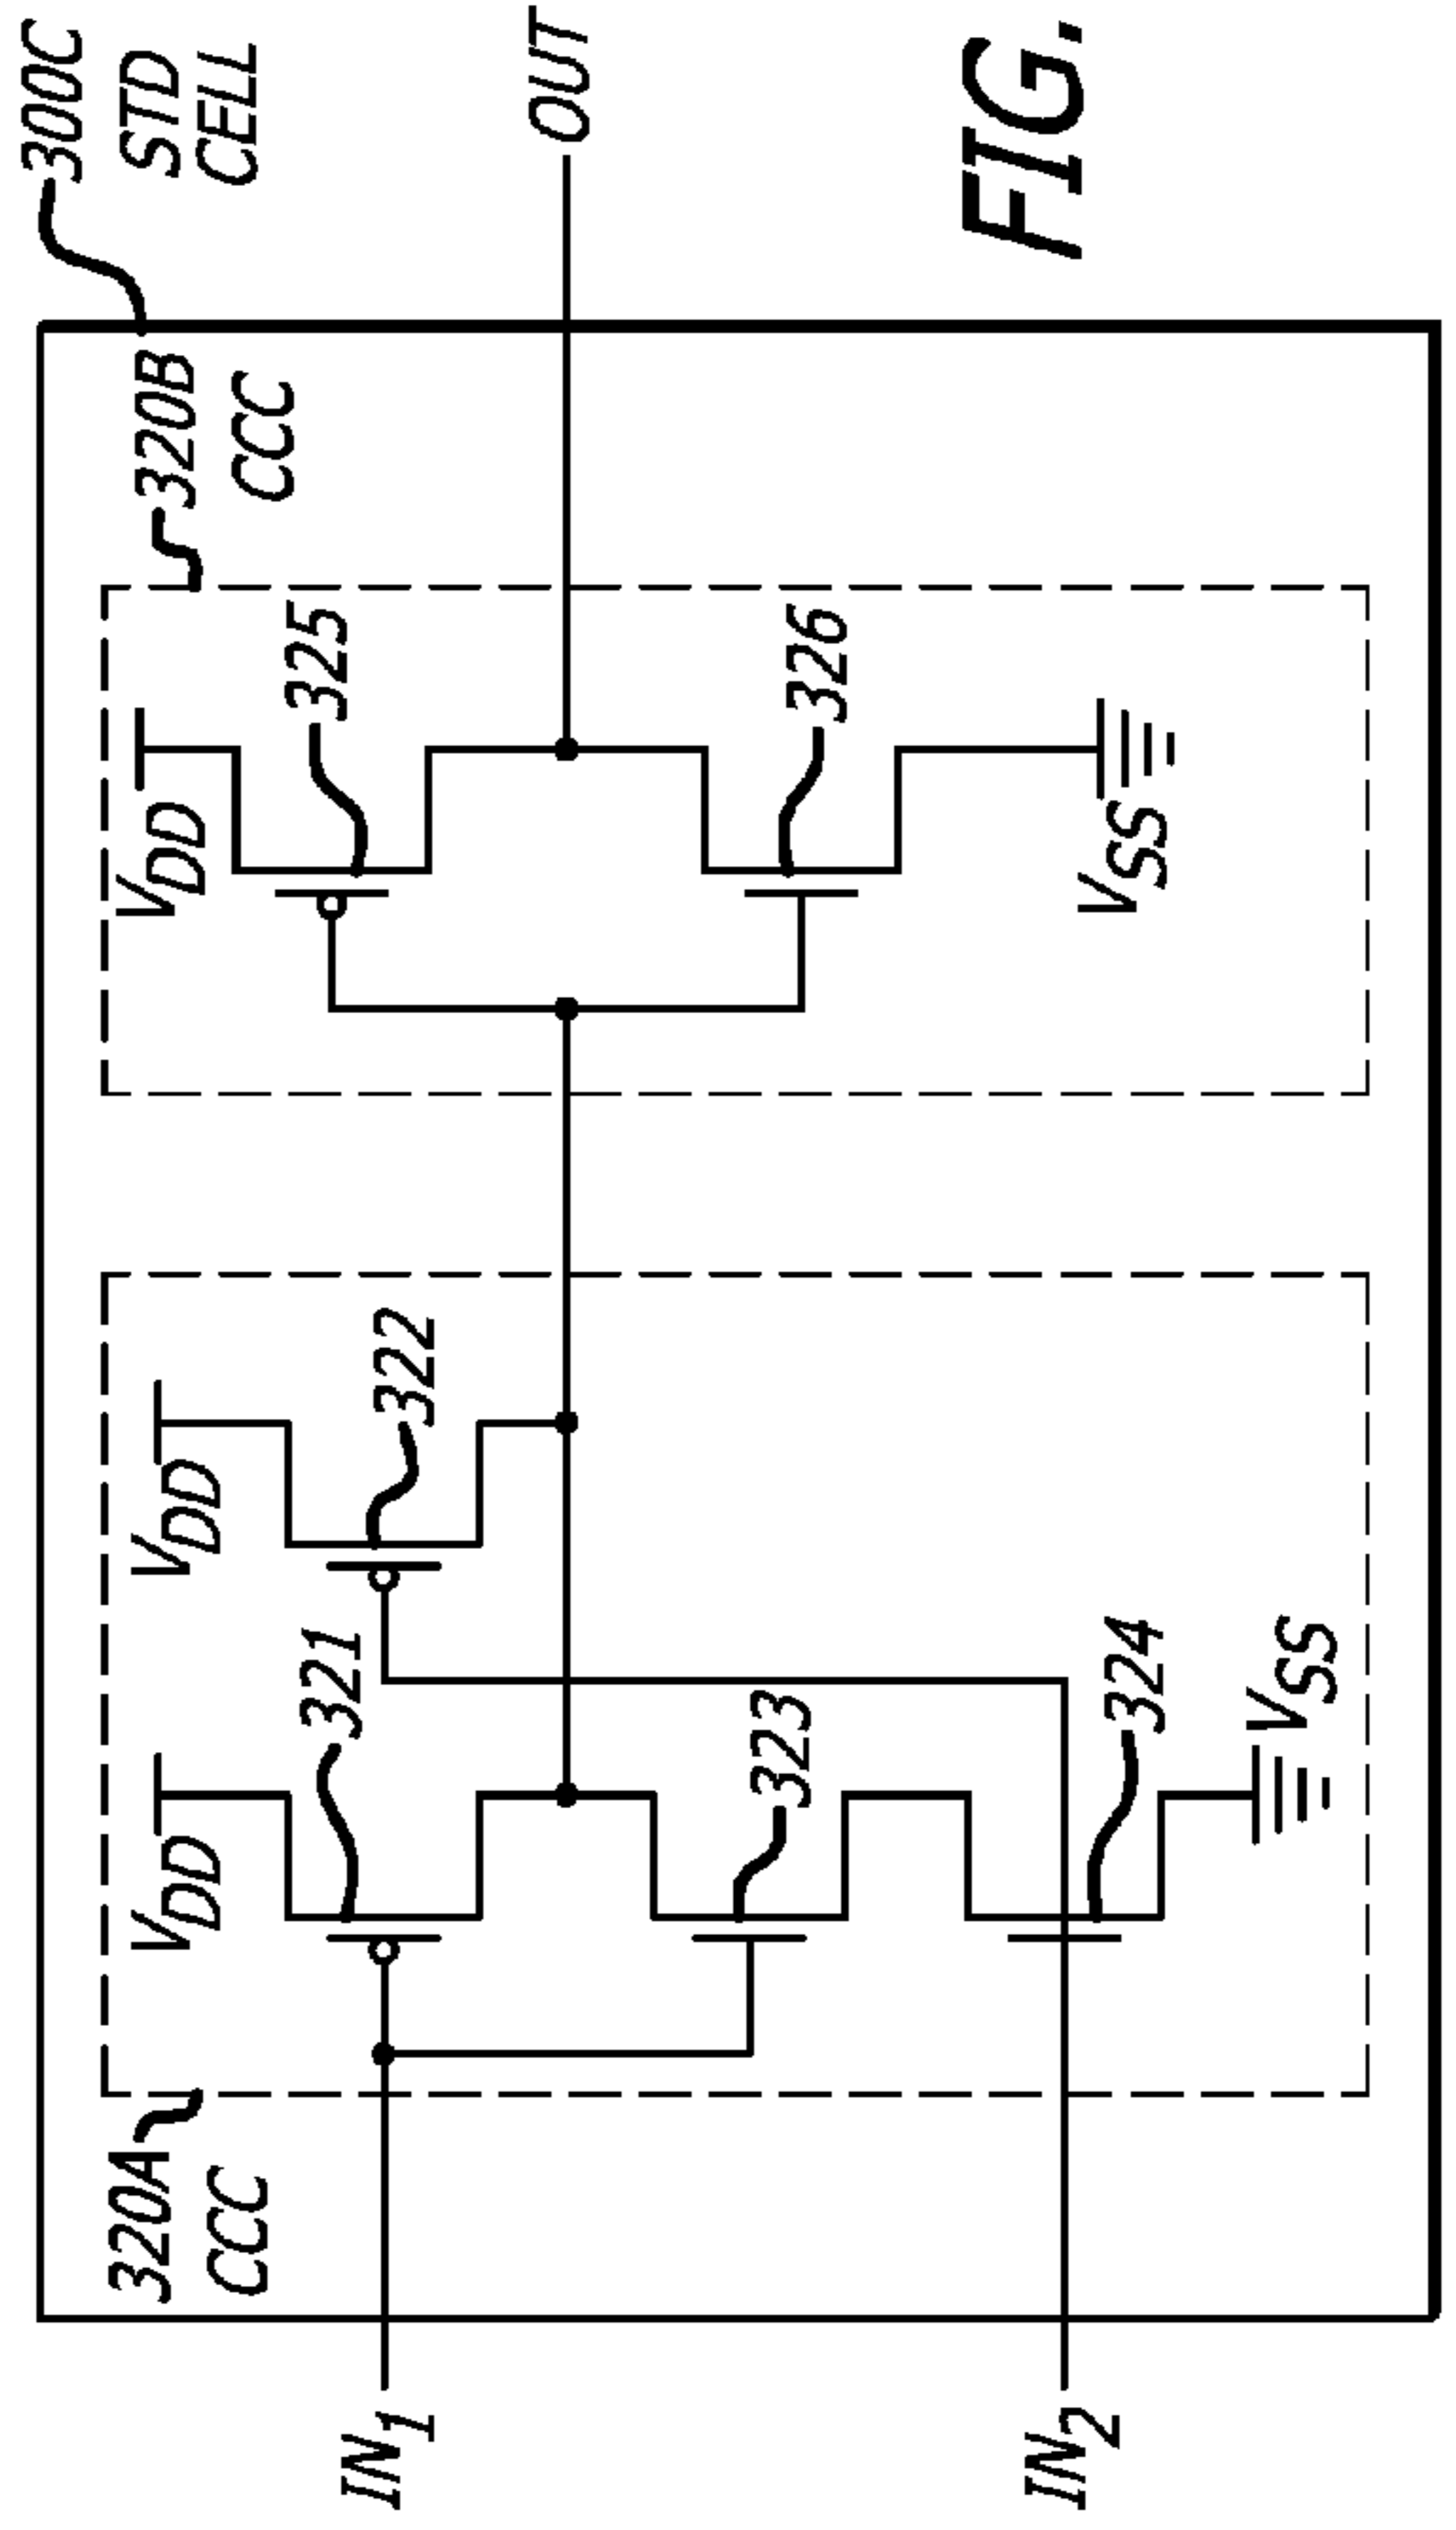 300C
STD
CELL
320A
CCC
320B
CCC
VDD
VDD
VDD
321
322
325
IN1
OUT
323
326
IN2
324
VSS
VSS
FIG.